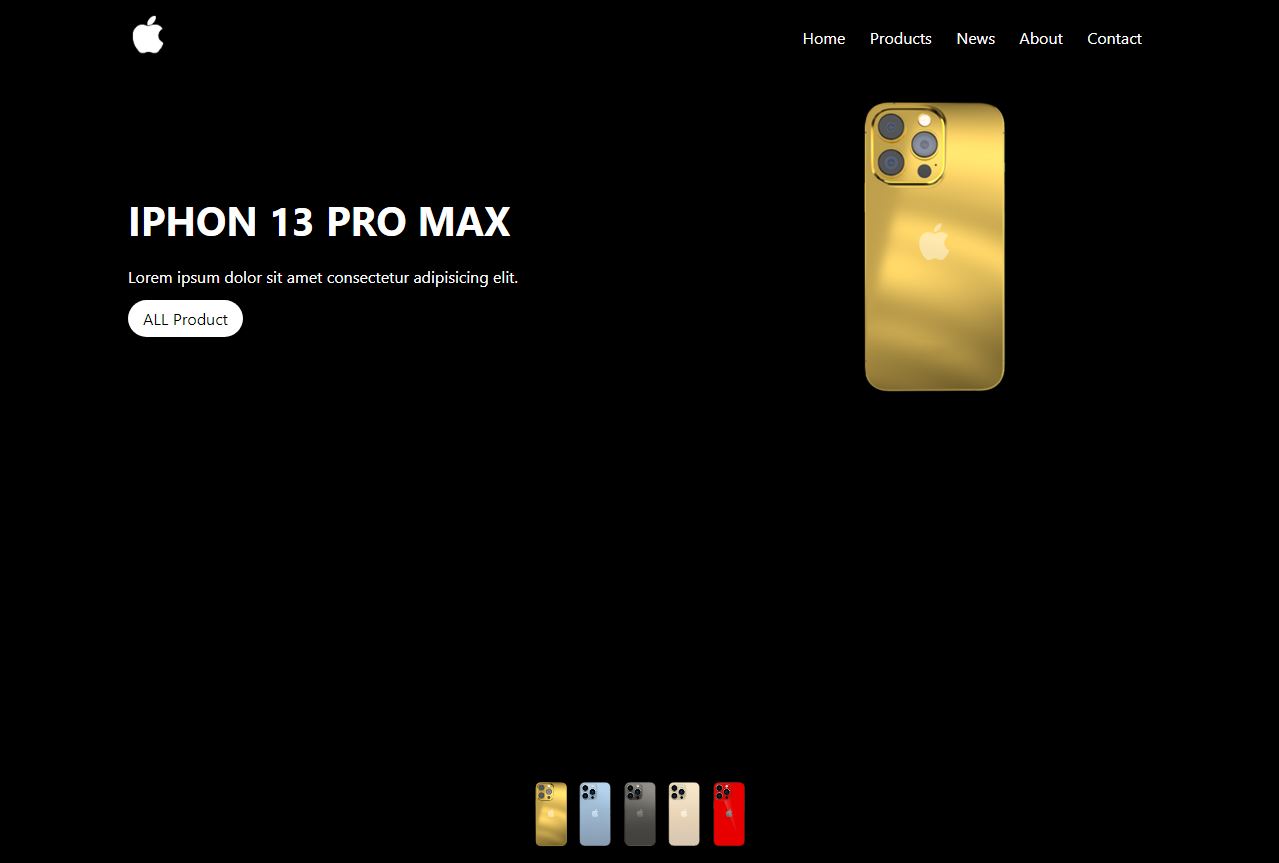 Home Products News About Contact
IPHON 13 PRO MAX
Lorem ipsum dolor sit amet consectetur adipisicing elit.
ALL Product